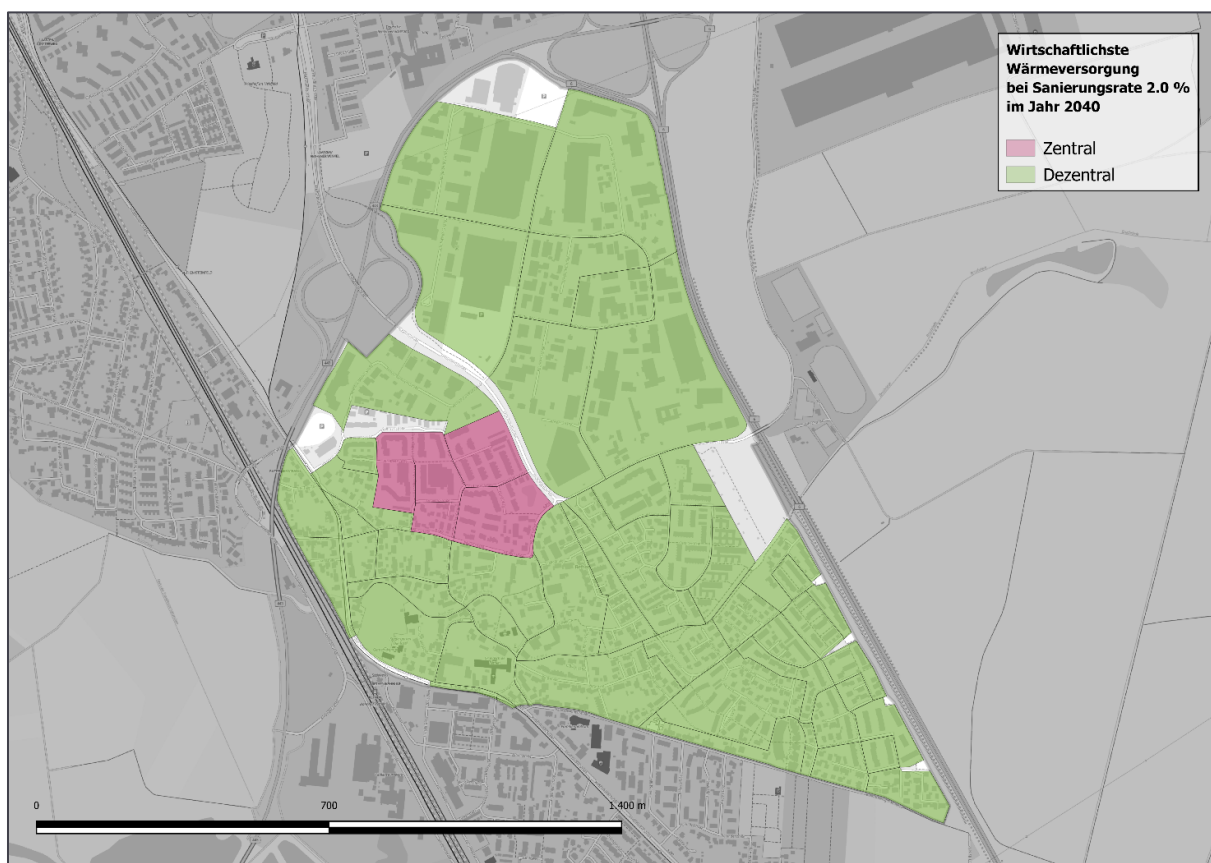 Wirtschaftlichste
Wärmeversorgung
bei Sanierungsrate 2.0 %
im Jahr 2040
Zentral
Dezentral
0
700
1.400 m